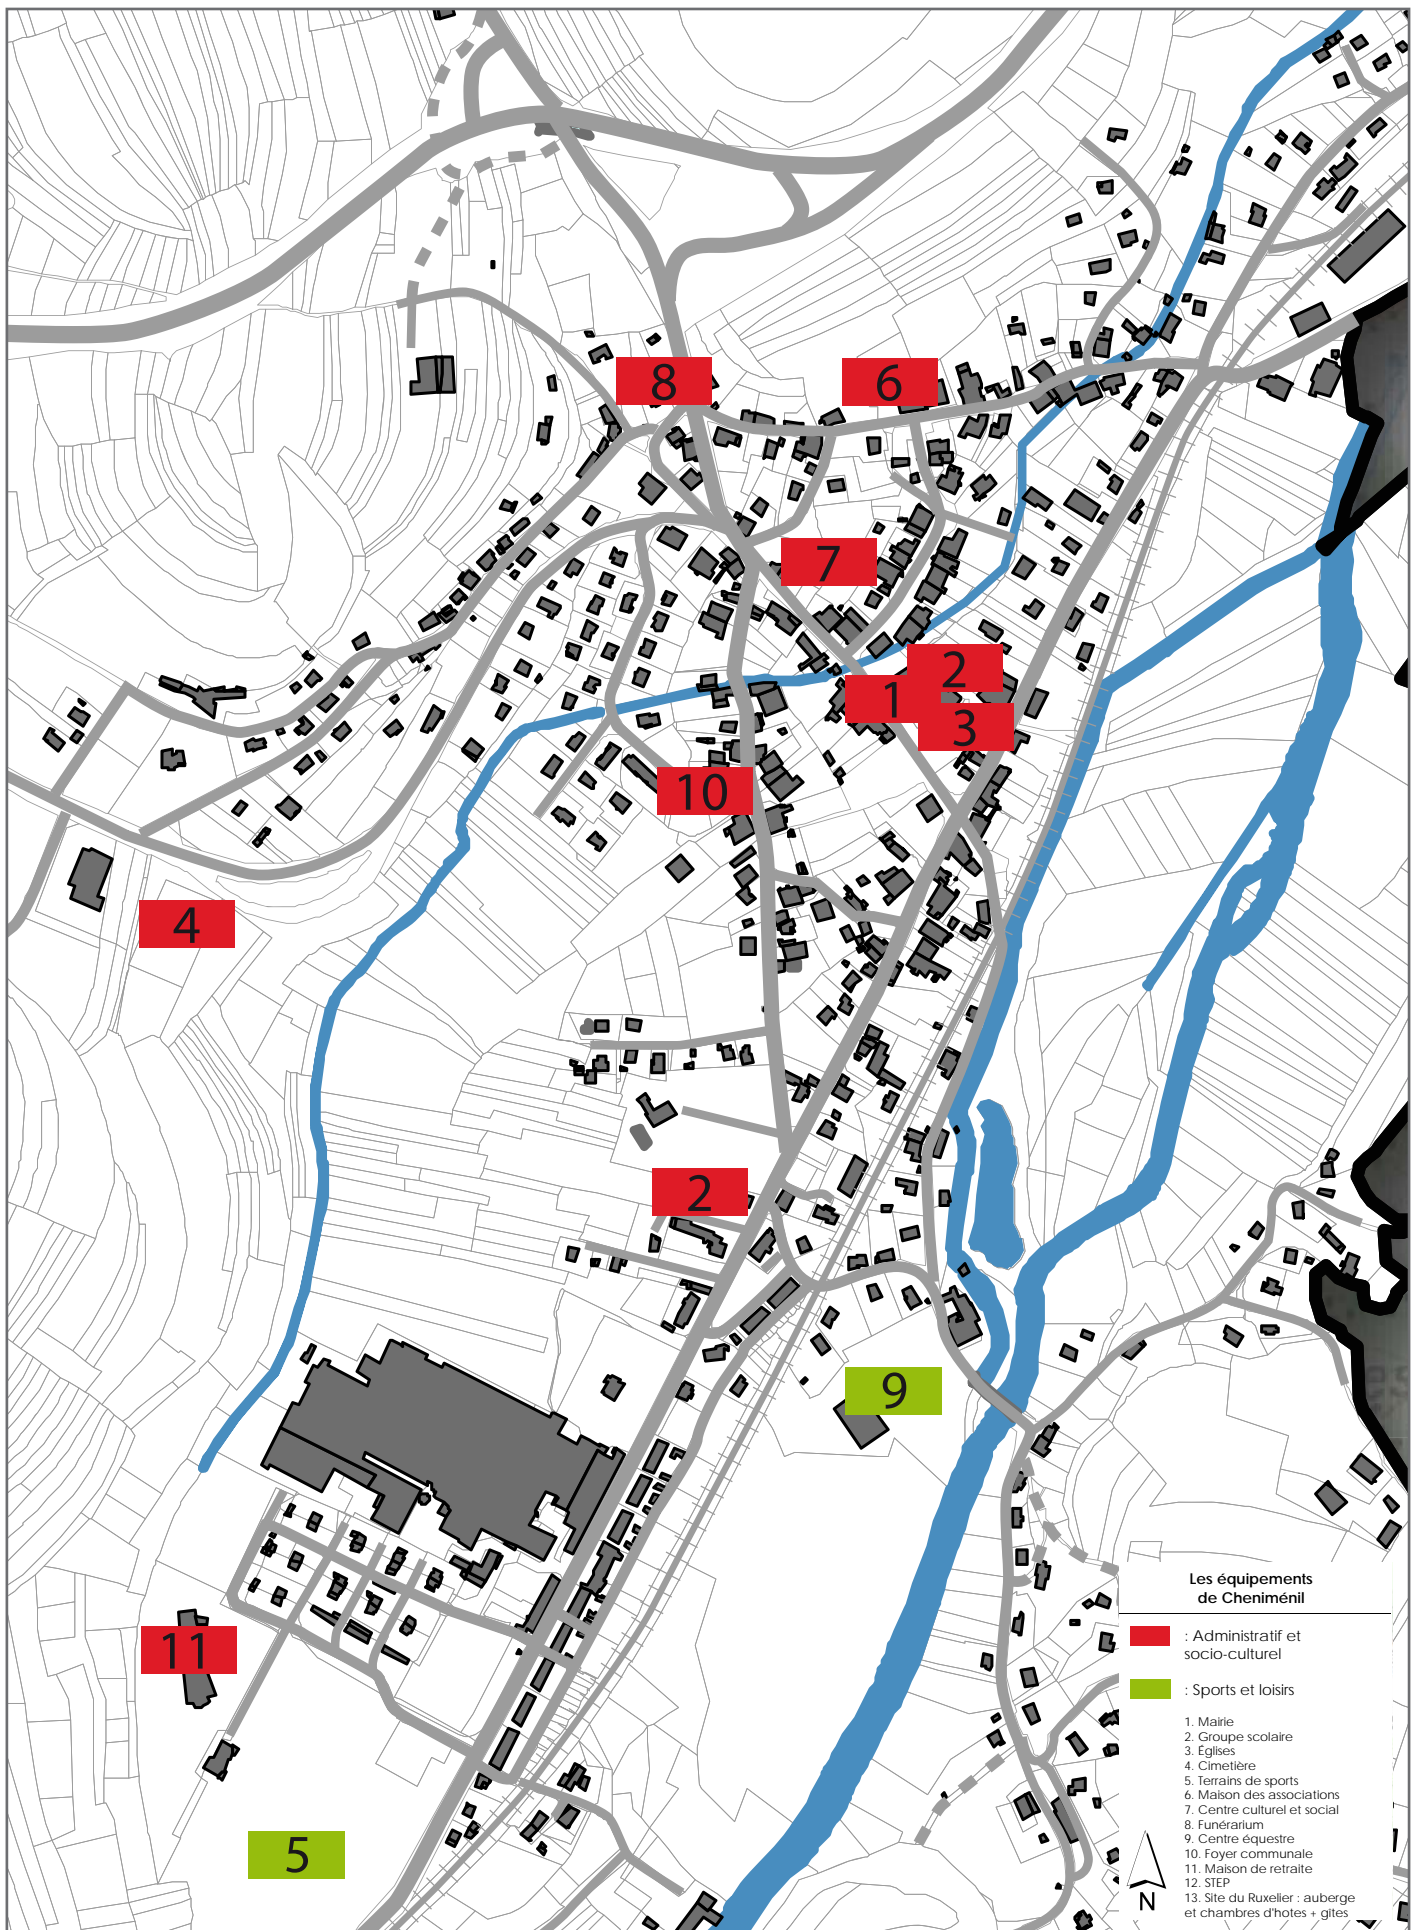 8
6
7
2
1
3
10
4
2
9
11
5
Les équipements
de Cheniménil
: Administratif et
socio-culturel
: Sports et loisirs
1. Mairie
2. Groupe scolaire
3. Églises
4. Cimetière
5. Terrains de sports
6. Maison des associations
7. Centre culturel et social
8. Funérarium
9. Centre équestre
10. Foyer communale
11. Maison de retraite
12. STEP
13. Site du Ruxelier : auberge
et chambres d'hotes + gîtes
N